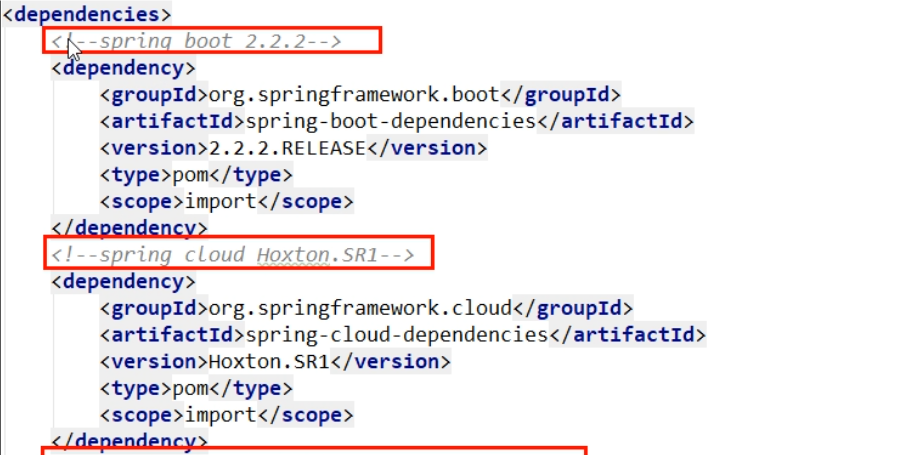 <dependencies>
<!--spring boot 2.2.2-->
<dependency>
<groupId>org.springframework.boot</groupId>
<artifactId>spring-boot-dependencies</artifactId>
<version>2.2.2.RELEASE</version>
<type>pom</type>
<scope>import</scope>
</dependency>
<!--spring cloud Hoxton.SR1-->
<dependency>
<groupId>org.springframework.cloud</groupId>
<artifactId>spring-cloud-dependencies</artifactId>
<version>Hoxton.SR1</version>
<type>pom</type>
<scope>import</scope>
</dependency>